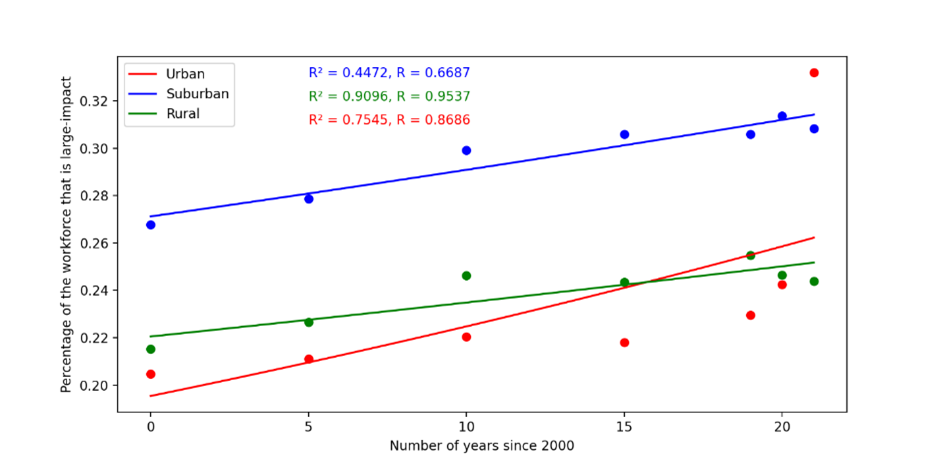 Urban
Suburban
Rural
R² = 0.4472, R = 0.6687
R² = 0.9096, R = 0.9537
R² = 0.7545, R = 0.8686
Percentage of the workforce that is large-impact
0.32
0.30
0.28
0.26
0.24
0.22
0.20
0 5 10 15 20
Number of years since 2000